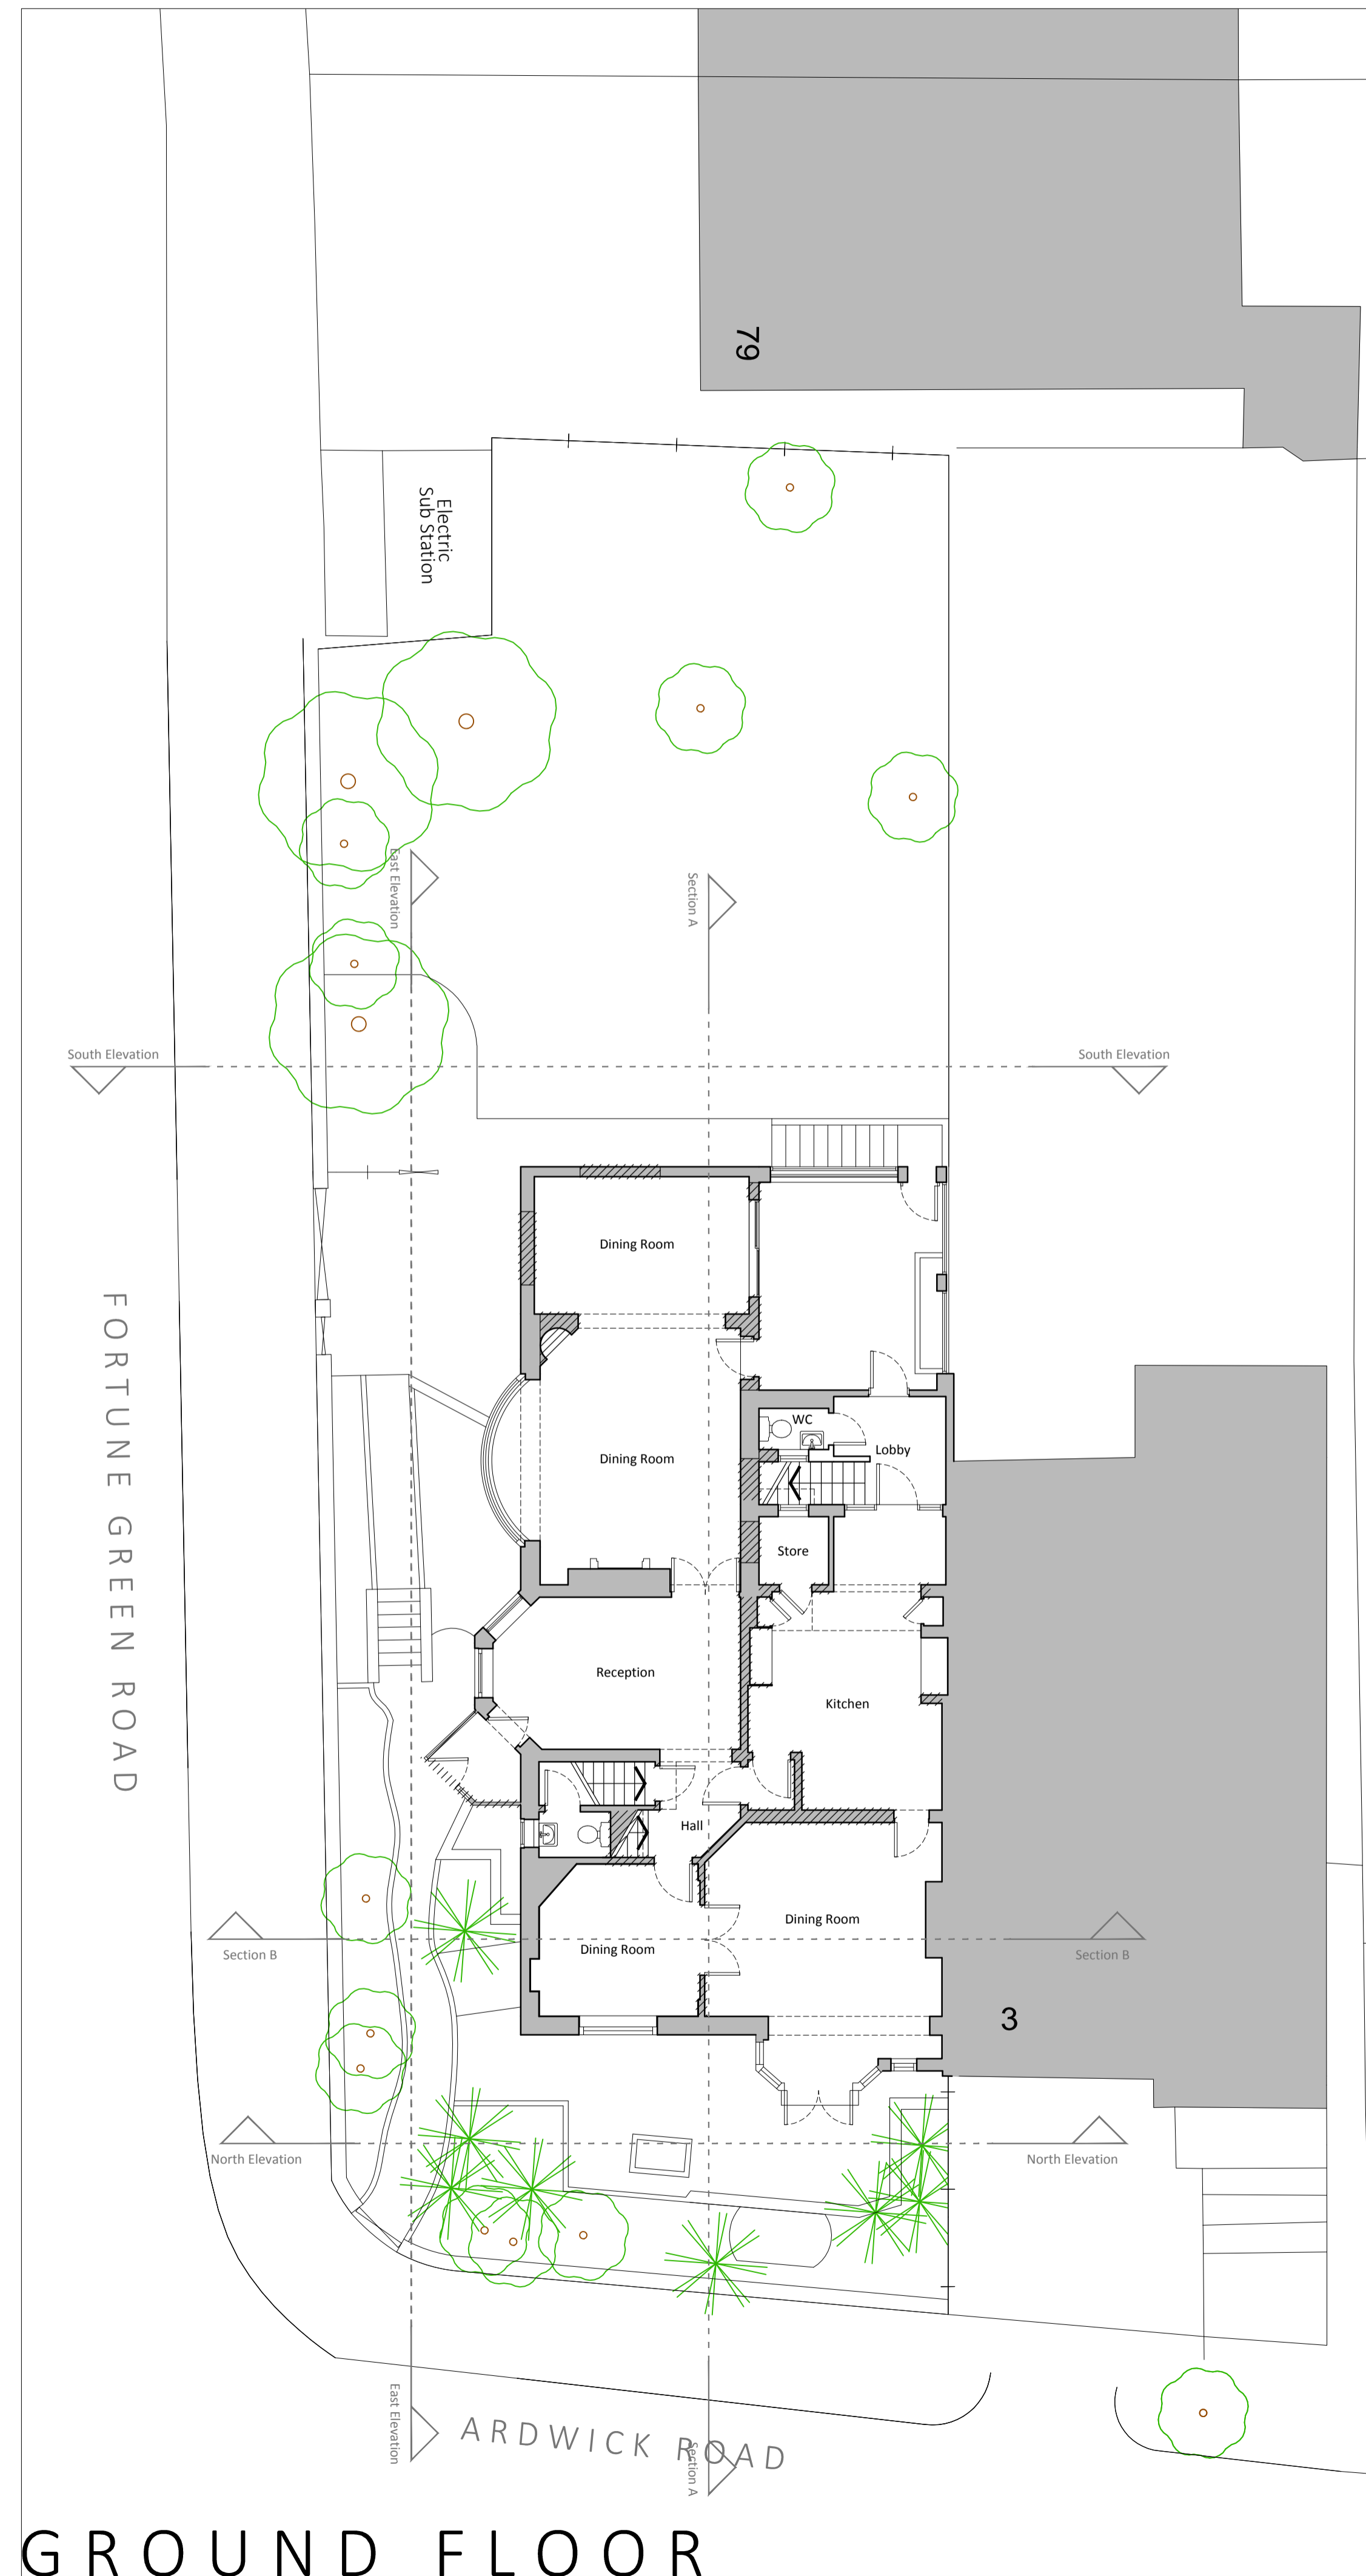 79
Electric
Sub Station
East Elevation
Section A
South Elevation
South Elevation
Dining Room
FORTUNE GREEN ROAD
WC
Lobby
Dining Room
Store
Reception
Kitchen
Hall
Dining Room
Dining Room
Section B
Section B
3
North Elevation
North Elevation
East Elevation
ARDWICK ROAD
Section A
GROUND FLOOR